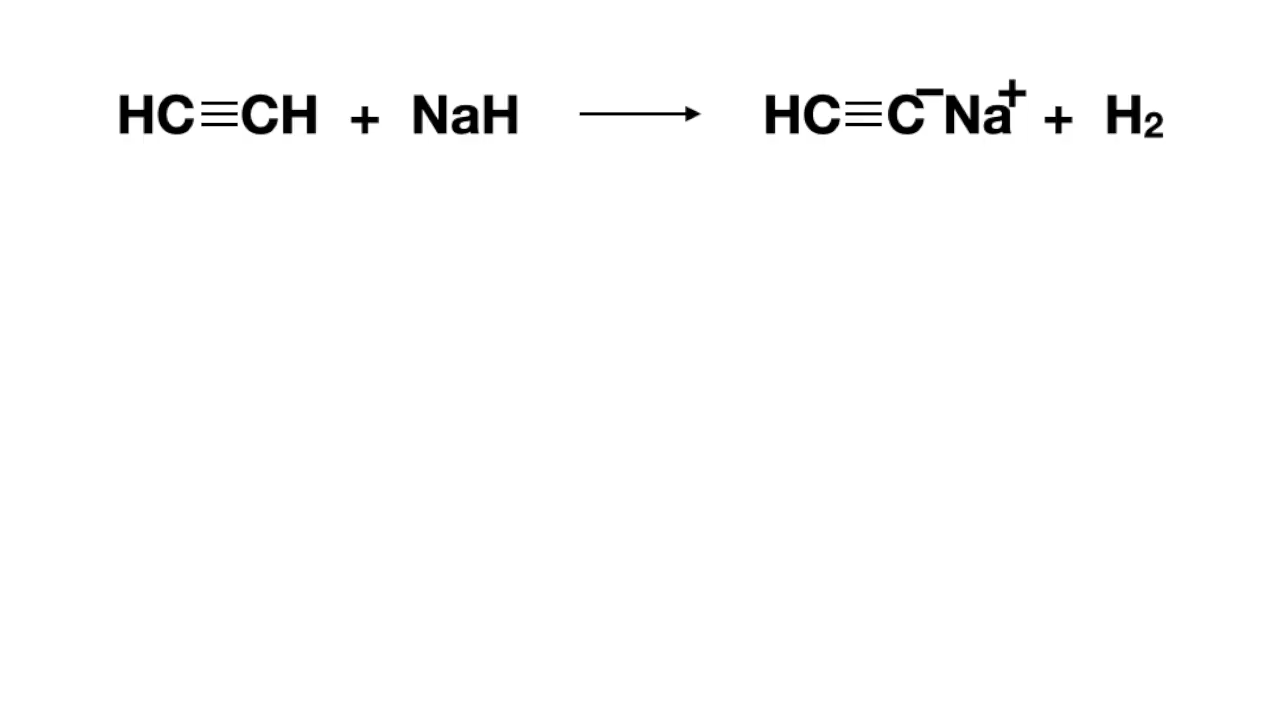 HC≡CH + NaH ⟶ HC≡C⁻Na⁺ + H₂